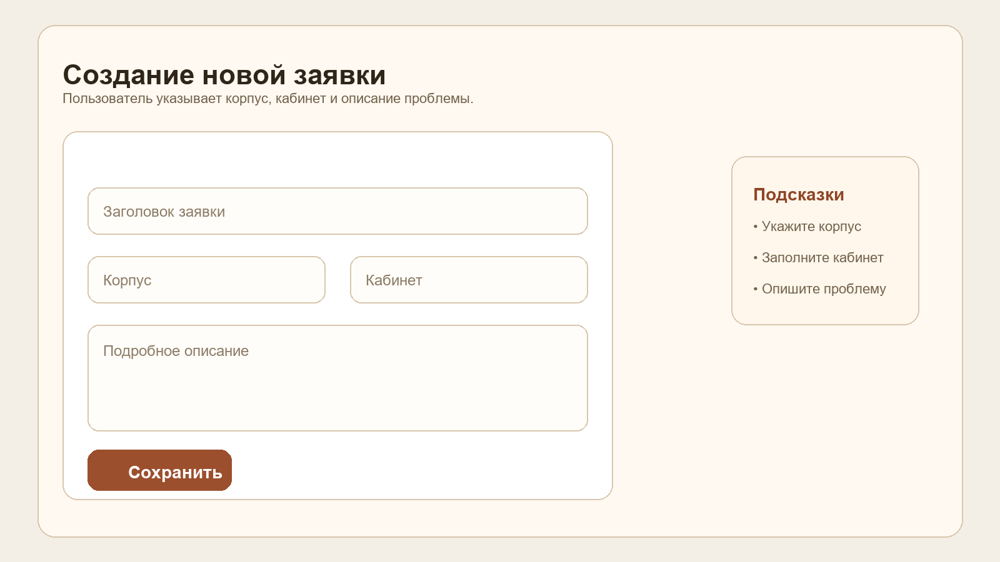 Создание новой заявки
Пользователь указывает корпус, кабинет и описание проблемы.
Заголовок заявки
Корпус
Кабинет
Подробное описание
Сохранить
Подсказки
• Укажите корпус
• Заполните кабинет
• Опишите проблему